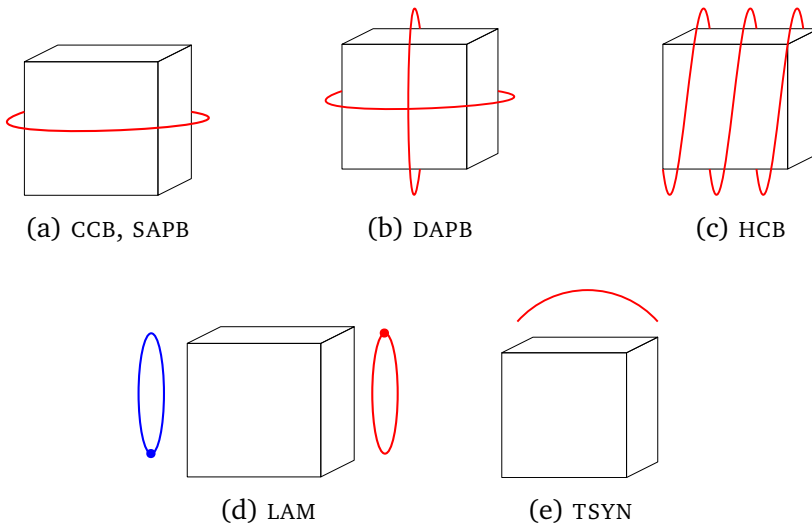 (a) CCB, SAPB
(b) DAPB
(c) HCB
(d) LAM
(e) TSYN